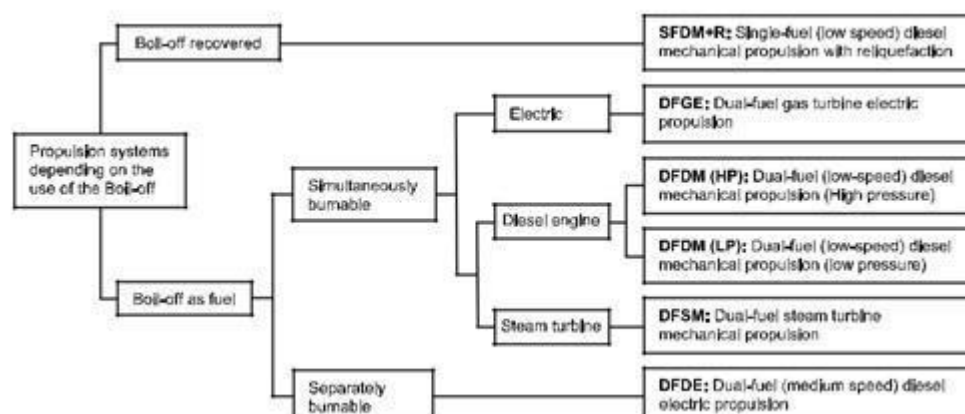 Boil-off recovered
SFDM+R: Single-fuel (low speed) diesel
mechanical propulsion with reliquefaction
Electric
DFGE: Dual-fuel gas turbine electric
propulsion
Propulsion systems
depending on the
use of the Boil-off
Simultaneously
burnable
DFDM (HP): Dual-fuel (low-speed) diesel
mechanical propulsion (High pressure)
Diesel engine
DFDM (LP): Dual-fuel (low-speed) diesel
mechanical propulsion (low pressure)
Boil-off as fuel
Steam turbine
DFSM: Dual-fuel steam turbine
mechanical propulsion
Separately
burnable
DFDE: Dual-fuel (medium speed) diesel
electric propulsion